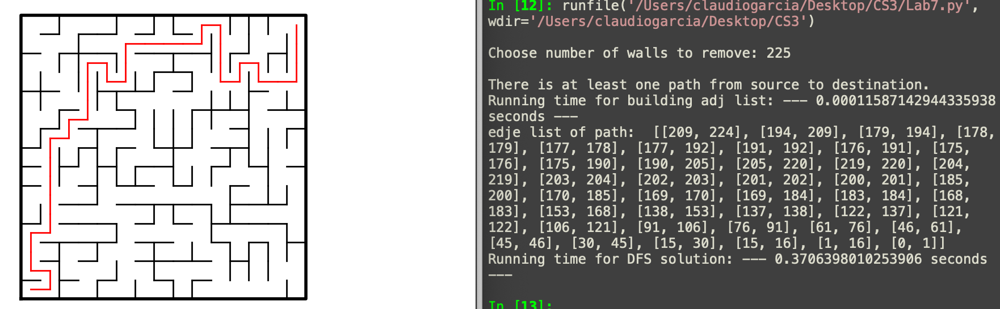 In [12]: runfile('/Users/claudiogarcia/Desktop/CS3/Lab7.py',
wdir='/Users/claudiogarcia/Desktop/CS3')
Choose number of walls to remove: 225
There is at least one path from source to destination.
Running time for building adj list: --- 0.00011587142944335938
seconds ---
edje list of path:  [[209, 224], [194, 209], [179, 194], [178,
179], [177, 178], [177, 192], [191, 192], [176, 191], [175,
176], [175, 190], [190, 205], [205, 220], [219, 220], [204,
219], [203, 204], [202, 203], [201, 202], [200, 201], [185,
200], [170, 185], [169, 170], [169, 184], [183, 184], [168,
183], [153, 168], [138, 153], [137, 138], [122, 137], [121,
122], [106, 121], [91, 106], [76, 91], [61, 76], [46, 61],
[45, 46], [30, 45], [15, 30], [15, 16], [1, 16], [0, 1]]
Running time for DFS solution: --- 0.3706398010253906 seconds
---
In [13]: